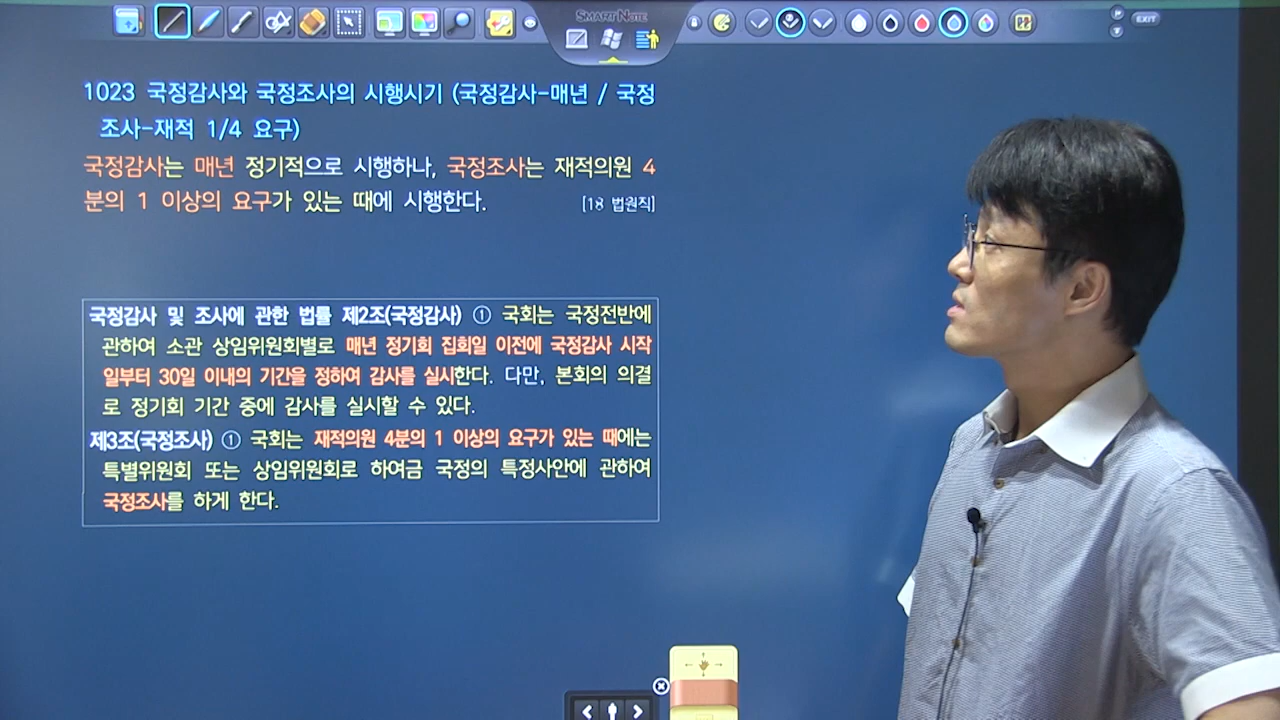 SMART NOTE
EXIT
1023 국정감사와 국정조사의 시행시기 (국정감사-매년 / 국정
조사-재적 1/4 요구)
국정감사는 매년 정기적으로 시행하나, 국정조사는 재적의원 4
분의 1 이상의 요구가 있는 때에 시행한다. [18 법원직]
국정감사 및 조사에 관한 법률 제2조(국정감사) ① 국회는 국정전반에
관하여 소관 상임위원회별로 매년 정기회 집회일 이전에 국정감사 시작
일부터 30일 이내의 기간을 정하여 감사를 실시한다. 다만, 본회의 의결
로 정기회 기간 중에 감사를 실시할 수 있다.
제3조(국정조사) ① 국회는 재적의원 4분의 1 이상의 요구가 있는 때에는
특별위원회 또는 상임위원회로 하여금 국정의 특정사안에 관하여
국정조사를 하게 한다.